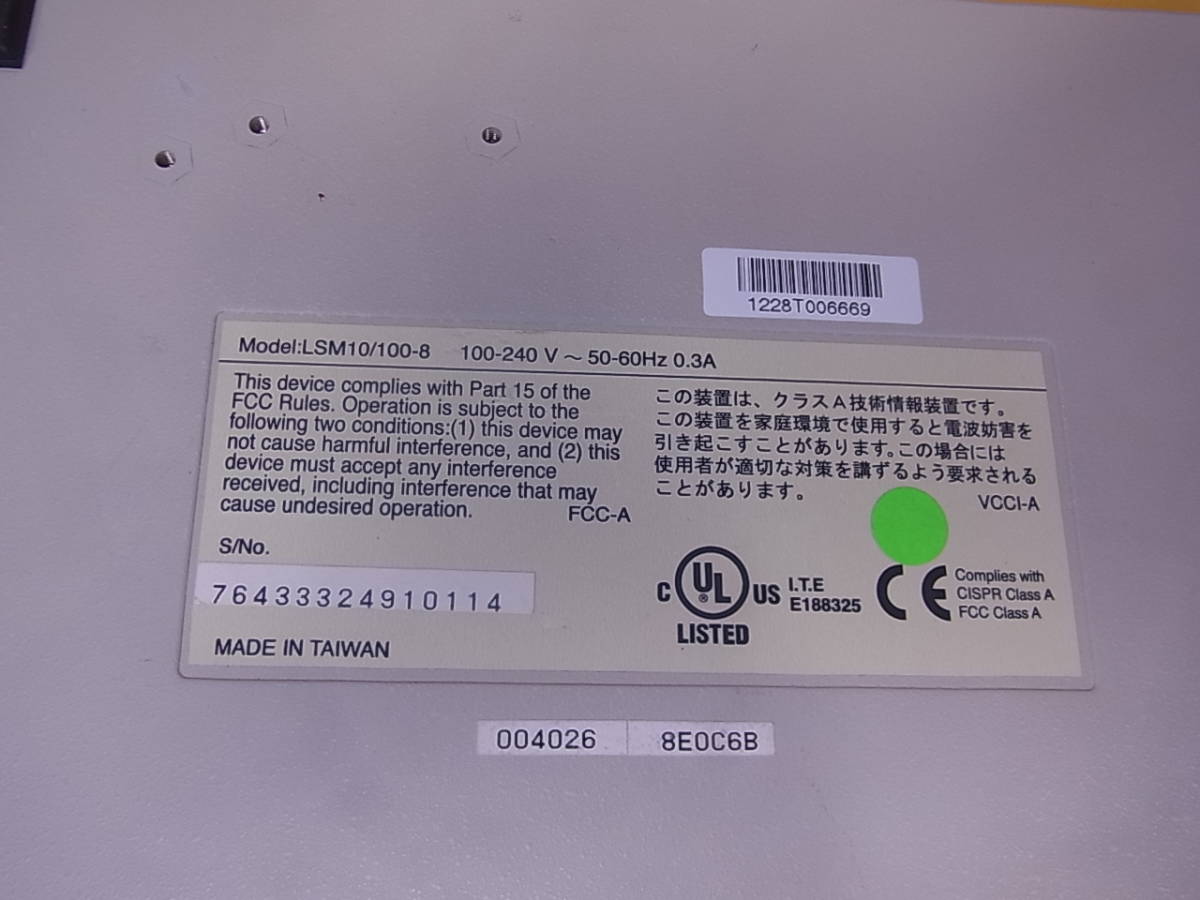 1228T006669
Model:LSM10/100-8 100-240 V ~ 50-60Hz 0.3A
This device complies with Part 15 of the
FCC Rules. Operation is subject to the
following two conditions:(1) this device may
not cause harmful interference, and (2) this
device must accept any interference
received, including interference that may
cause undesired operation. FCC-A
この装置は、クラスA技術情報装置です。
この装置を家庭環境で使用すると電波妨害を
引き起こすことがあります。この場合には
使用者が適切な対策を講ずるよう要求される
ことがあります。
VCCI-A
S/No.
76433324910114
MADE IN TAIWAN
C UL US
®
LISTED
I.T.E
E188325
CE
Complies with
CISPR Class A
FCC Class A
004026 8E0C6B